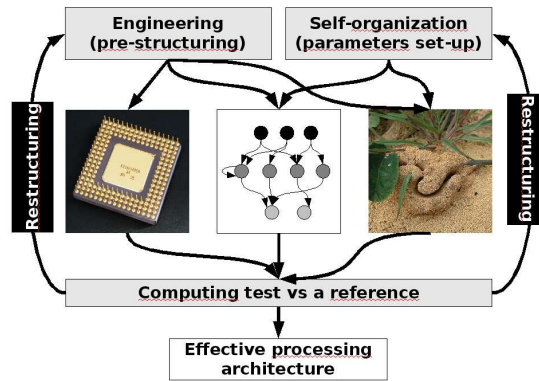 Engineering
(pre-structuring)
Self-organization
(parameters set-up)
Restructuring
Restructuring
Computing test vs a reference
Effective processing
architecture